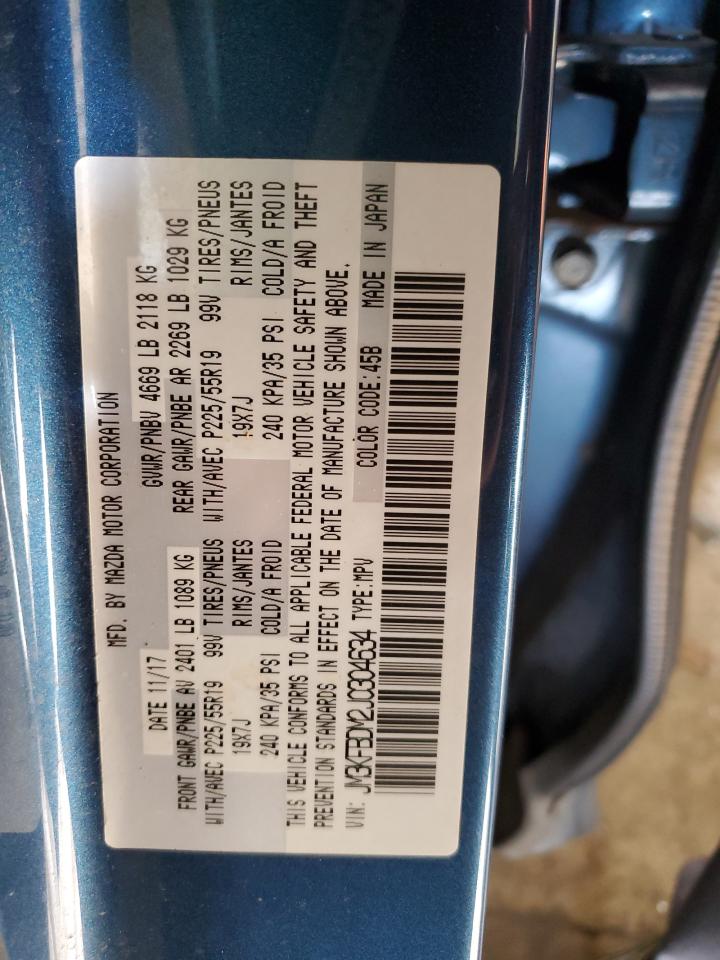 MFD. BY MAZDA MOTOR CORPORATION
DATE 11/17 GVWR/PNBV 4669 LB 2118 KG
FRONT GAWR/PNBE AV 2401 LB 1089 KG REAR GAWR/PNBE AR 2269 LB 1029 KG
WITH/AVEC P225/55R19 99V TIRES/PNEUS WITH/AVEC P225/55R19 99V TIRES/PNEUS
19X7J RIMS/JANTES 19X7J RIMS/JANTES
240 KPA/35 PSI COLD/A FROID 240 KPA/35 PSI COLD/A FROID
THIS VEHICLE CONFORMS TO ALL APPLICABLE FEDERAL MOTOR VEHICLE SAFETY AND THEFT
PREVENTION STANDARDS IN EFFECT ON THE DATE OF MANUFACTURE SHOWN ABOVE.
VIN: JM3KFBDM2J0304634 TYPE:MPV COLOR CODE:45B MADE IN JAPAN